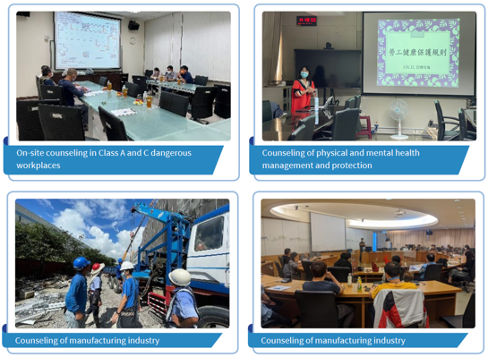 勞工健康保護規則
On-site counseling in Class A and C dangerous
workplaces
Counseling of physical and mental health
management and protection
Counseling of manufacturing industry
Counseling of manufacturing industry